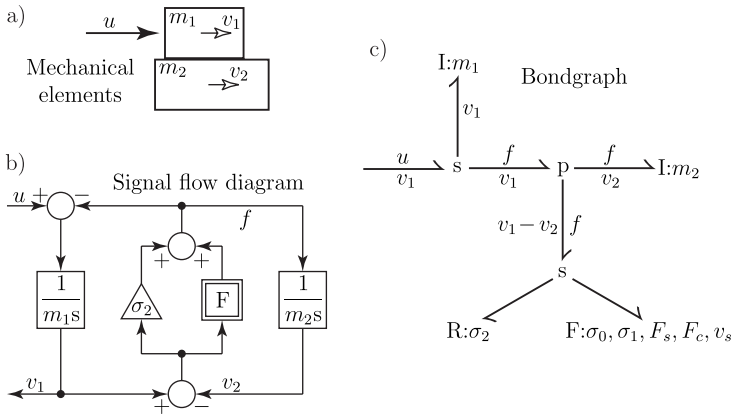 a)
u
m₁ v₁
m₂ v₂
Mechanical
elements
b)
Signal flow diagram
u + −
f
+ +
1
m₁s
σ₂
F
1
m₂s
v₁
v₂
+ −
c)
Bondgraph
I:m₁
v₁
u
v₁
s
f
v₁
p
f
v₂
I:m₂
v₁ − v₂ f
s
R:σ₂
F:σ₀, σ₁, Fₛ, F꜀, vₛ